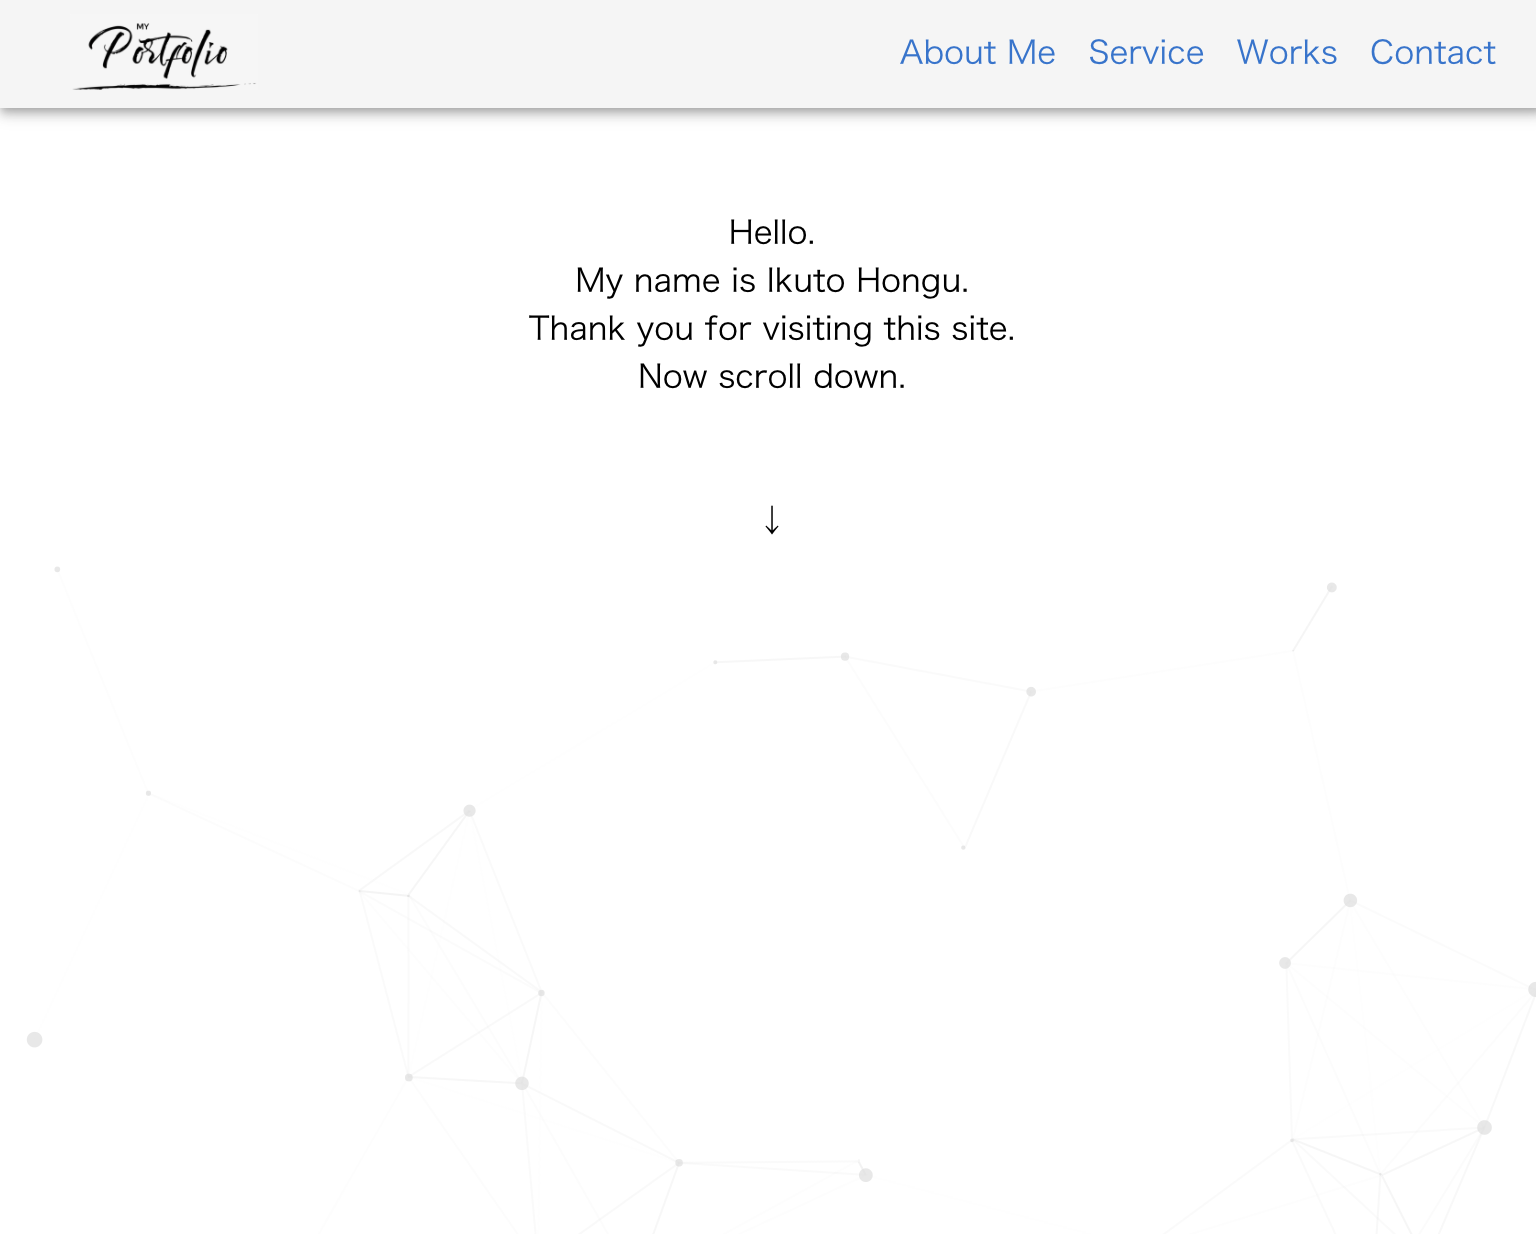 MY
Portfolio
About Me Service Works Contact
Hello.
My name is Ikuto Hongu.
Thank you for visiting this site.
Now scroll down.
↓